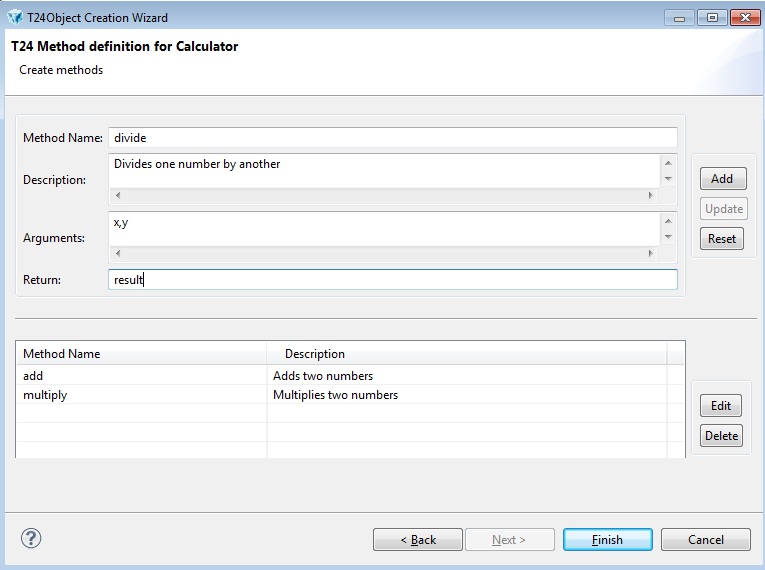 T24Object Creation Wizard
T24 Method definition for Calculator
Create methods
Method Name: divide
Description: Divides one number by another
Add
Update
Arguments: x,y
Reset
Return: result
Method Name Description
add Adds two numbers
multiply Multiplies two numbers
Edit
Delete
? < Back Next > Finish Cancel